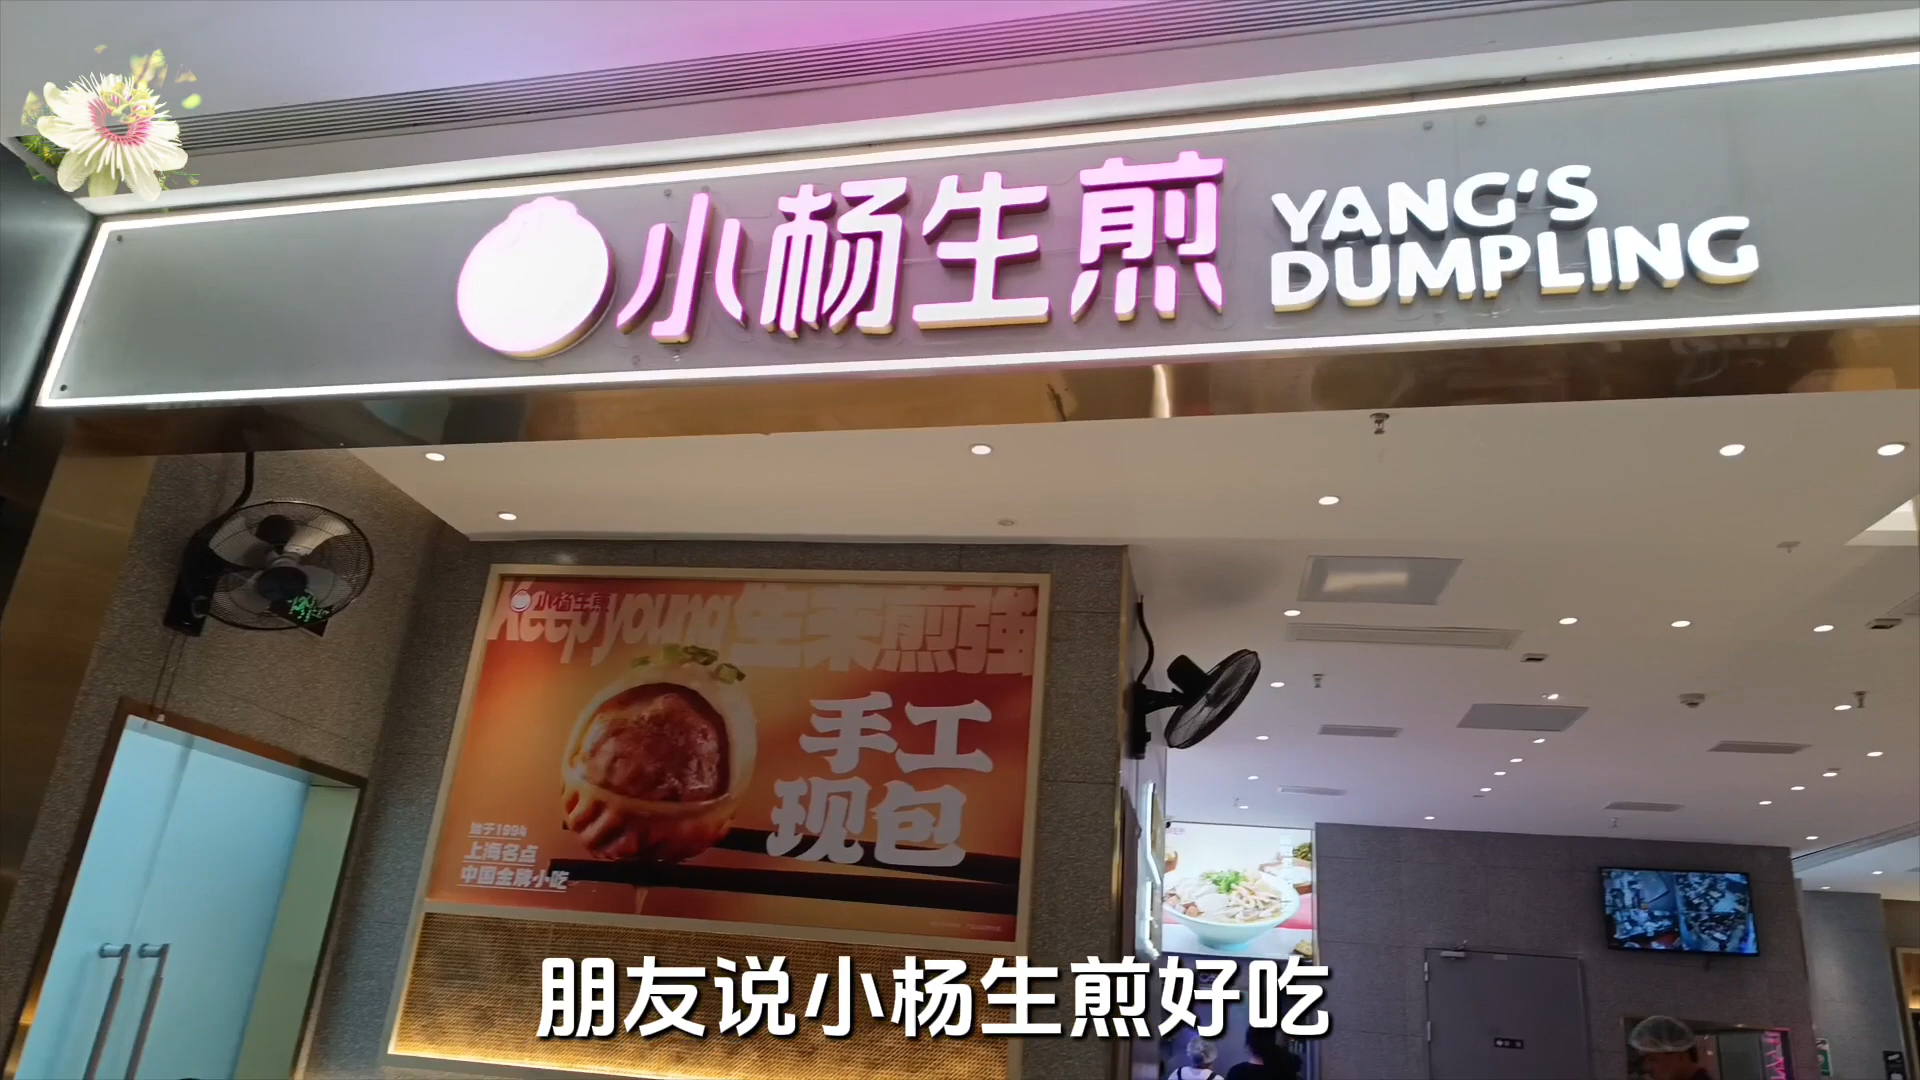 小杨生煎
YANG'S
DUMPLING
小杨生煎
Keep young 生来煎強
手工
现包
始于1994
上海名点
中国金牌小吃
朋友说小杨生煎好吃